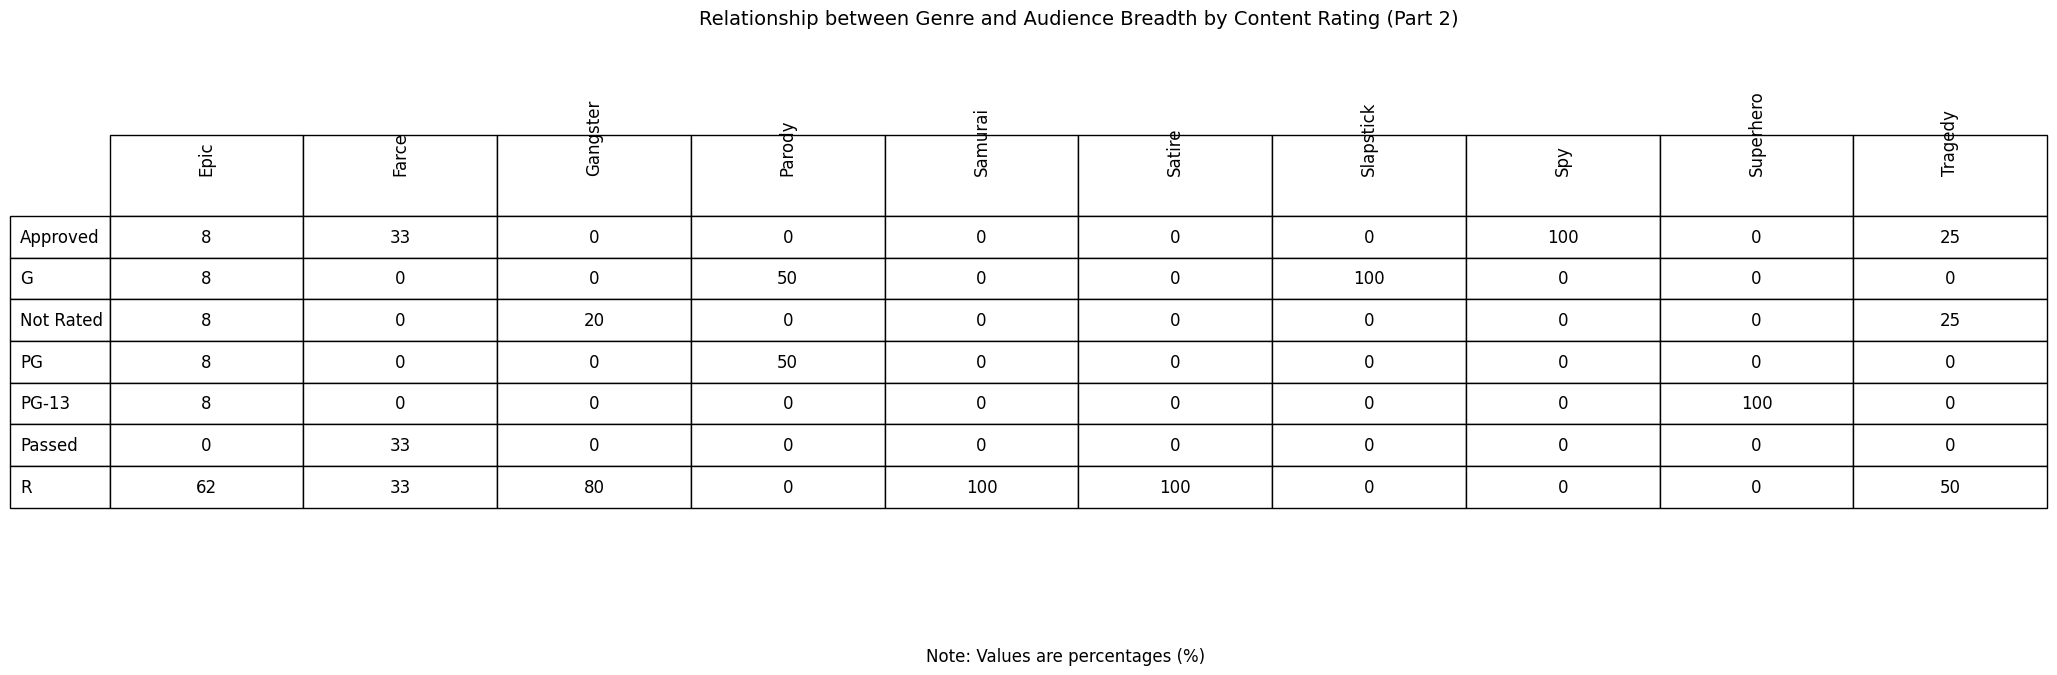 Relationship between Genre and Audience Breadth by Content Rating (Part 2)
Epic Farce Gangster Parody Samurai Satire Slapstick Spy Superhero Tragedy
Approved 8 33 0 0 0 0 0 100 0 25
G 8 0 0 50 0 0 100 0 0 0
Not Rated 8 0 20 0 0 0 0 0 0 25
PG 8 0 0 50 0 0 0 0 0 0
PG-13 8 0 0 0 0 0 0 0 100 0
Passed 0 33 0 0 0 0 0 0 0 0
R 62 33 80 0 100 100 0 0 0 50
Note: Values are percentages (%)